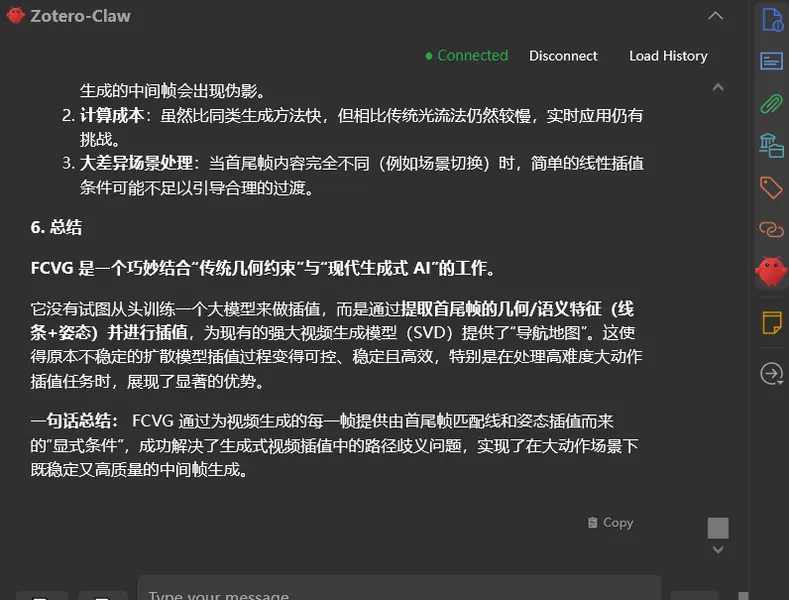 Zotero-Claw
Connected Disconnect Load History
生成的中间帧会出现伪影。
2. 计算成本：虽然比同类生成方法快，但相比传统光流法仍然较慢，实时应用仍有
挑战。
3. 大差异场景处理：当首尾帧内容完全不同（例如场景切换）时，简单的线性插值
条件可能不足以引导合理的过渡。
6. 总结
FCVG 是一个巧妙结合“传统几何约束”与“现代生成式 AI”的工作。
它没有试图从头训练一个大模型来做插值，而是通过提取首尾帧的几何/语义特征（线
条+姿态）并进行插值，为现有的强大视频生成模型（SVD）提供了“导航地图”。这使
得原本不稳定的扩散模型插值过程变得可控、稳定且高效，特别是在处理高难度大动作
插值任务时，展现了显著的优势。
一句话总结： FCVG 通过为视频生成的每一帧提供由首尾帧匹配线和姿态插值而来
的“显式条件”，成功解决了生成式视频插值中的路径歧义问题，实现了在大动作场景下
既稳定又高质量的中间帧生成。
Copy
Type your message